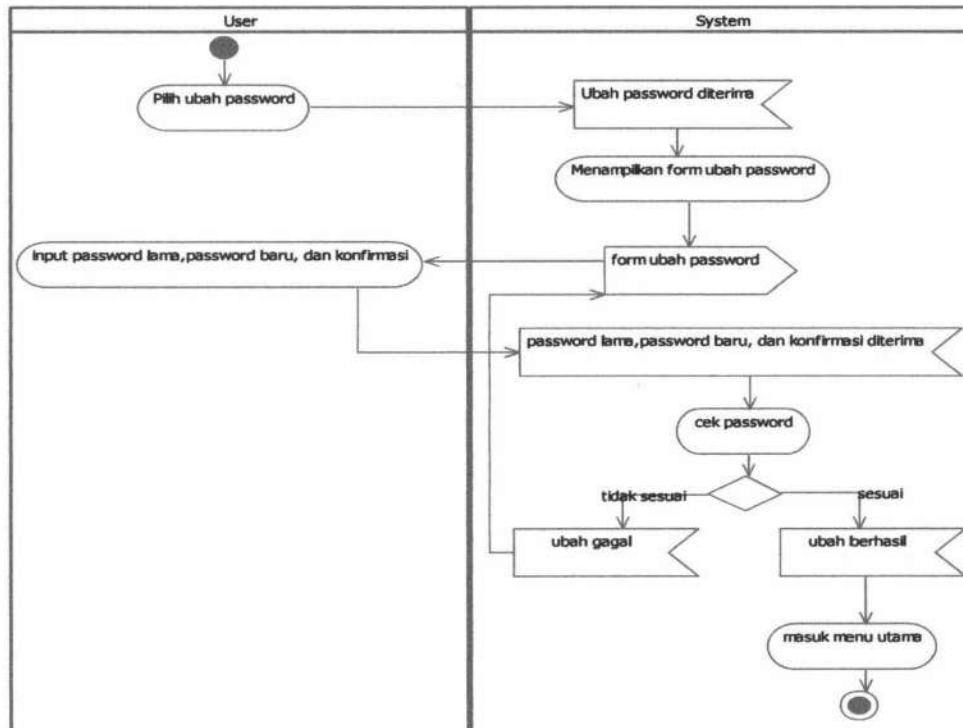 User
System
Pilih ubah password
Ubah password diterima
Menampilkan form ubah password
Input password lama,password baru, dan konfirmasi
form ubah password
password lama,password baru, dan konfirmasi diterima
cek password
tidak sesuai
sesuai
ubah gagal
ubah berhasil
masuk menu utama